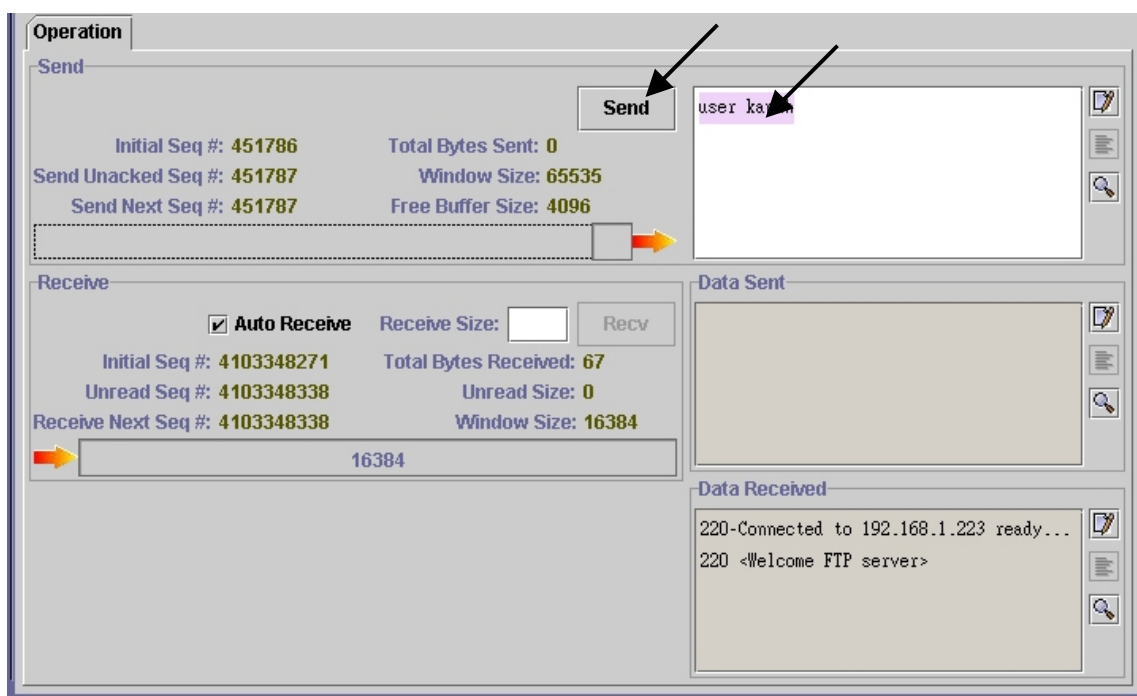 Operation
Send
Send
user
Initial Seq #: 451786
Total Bytes Sent: 0
Send Unacked Seq #: 451787
Window Size: 65535
Send Next Seq #: 451787
Free Buffer Size: 4096
Receive
Auto Receive
Receive Size:
Recv
Initial Seq #: 4103348271
Total Bytes Received: 67
Unread Seq #: 4103348338
Unread Size: 0
Receive Next Seq #: 4103348338
Window Size: 16384
16384
Data Sent
Data Received
220-Connected to 192.168.1.223 ready...
220 <Welcome FTP server>